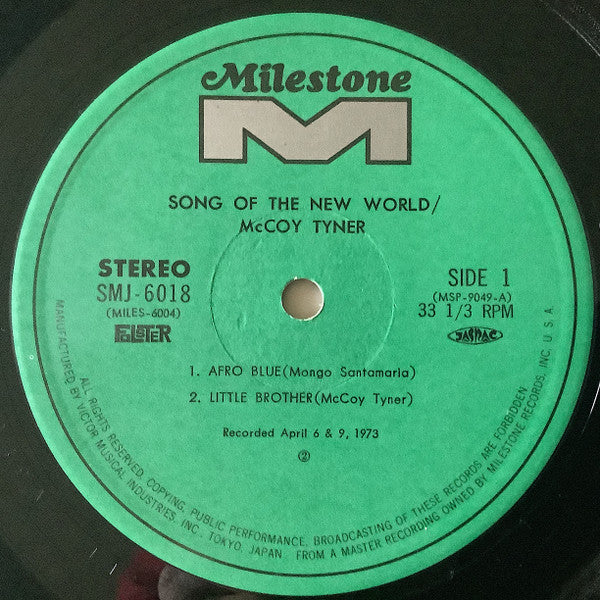 Milestone
M
SONG OF THE NEW WORLD/
McCOY TYNER
STEREO
SMJ-6018
(MILES-6004)
SIDE 1
(MSP-9049-A)
33 1/3 RPM
JASRAC
1. AFRO BLUE(Mongo Santamaria)
2. LITTLE BROTHER(McCoy Tyner)
Recorded April 6 & 9, 1973
②
ALL RIGHTS RESERVED, COPYING, PUBLIC PERFORMANCE, BROADCASTING OF THESE RECORDS ARE FORBIDDEN
MANUFACTURED BY VICTOR MUSICAL INDUSTRIES, INC., TOKYO, JAPAN. FROM A MASTER RECORDING OWNED BY MILESTONE RECORDS, INC. U.S.A.